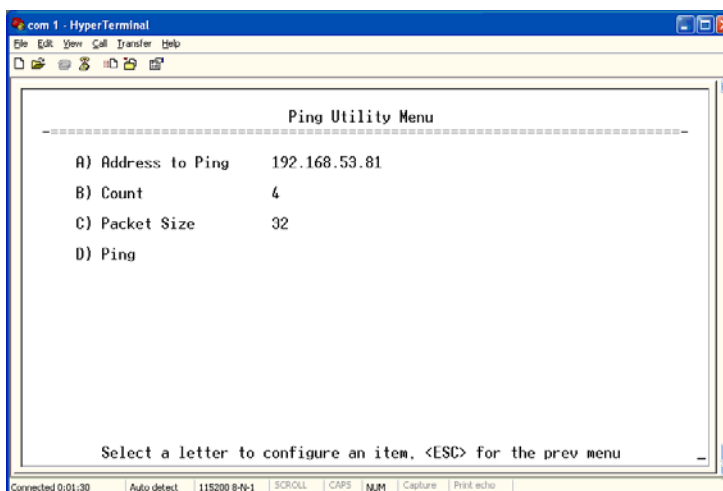 com 1 - HyperTerminal
File Edit View Call Transfer Help
Ping Utility Menu
A) Address to Ping 192.168.53.81
B) Count 4
C) Packet Size 32
D) Ping
Select a letter to configure an item, <ESC> for the prev menu
Connected 0:01:30 Auto detect 115200 8-N-1 SCROLL CAPS NUM Capture Print echo